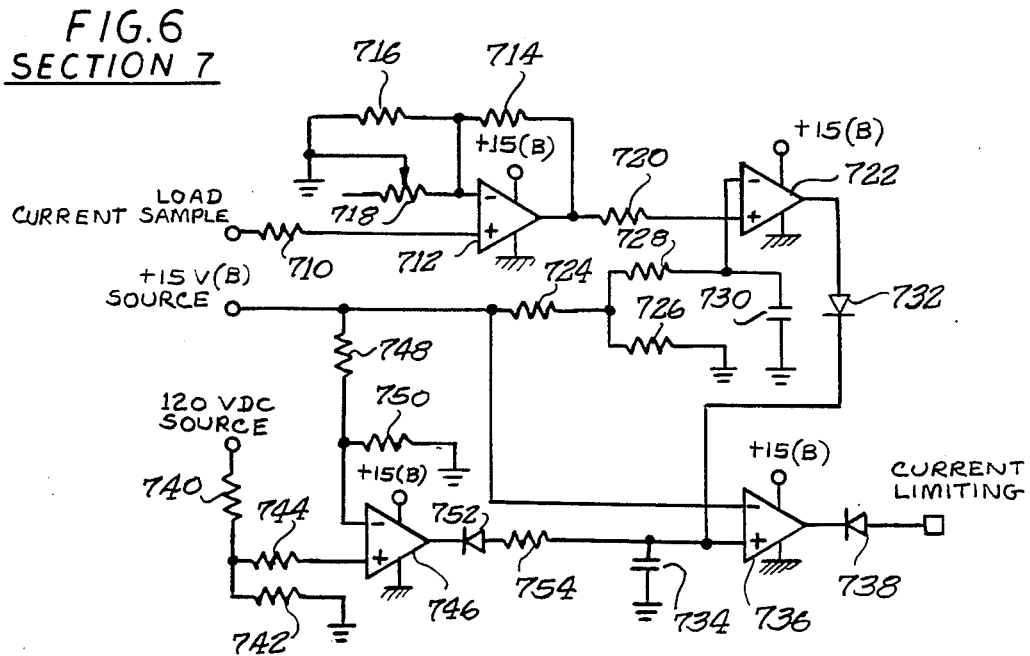 FIG.6
SECTION 7
716
714
+15(B)
+15(B)
720
722
LOAD
CURRENT SAMPLE
718
-
+
-
+
710
712
728
+15 V(B)
SOURCE
724
730
732
726
748
120 VDC
SOURCE
750
+15(B)
+15(B)
CURRENT
LIMITING
740
744
752
-
+
-
+
742
746
754
734
736
738